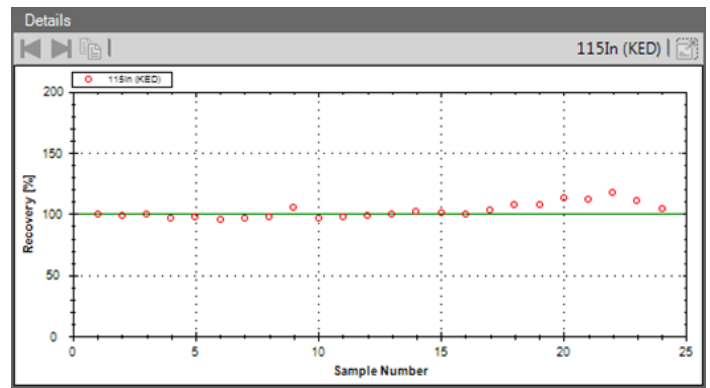 Details
115In (KED)
115In (KED)
200
150
100
50
0
Recovery [%]
0 5 10 15 20 25
Sample Number